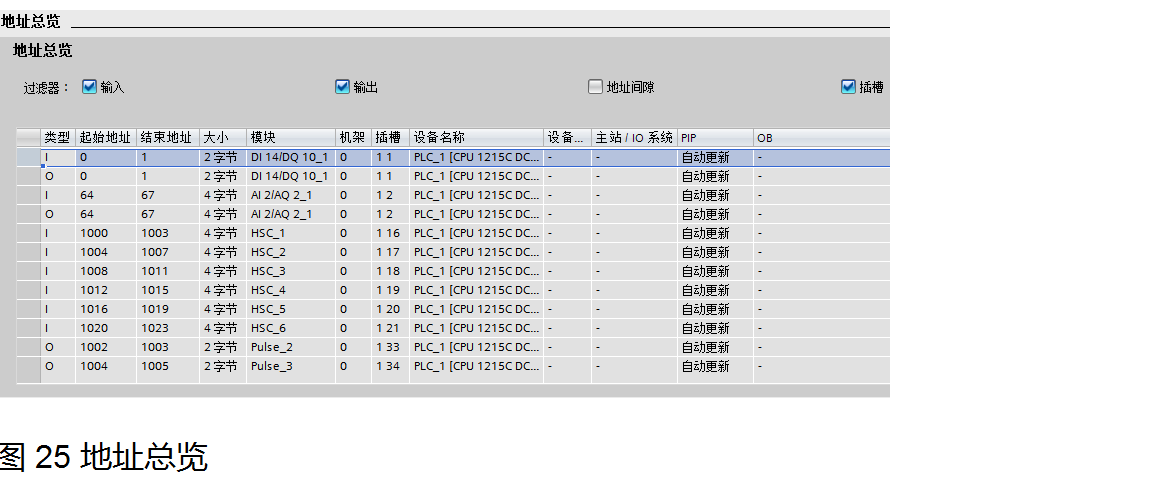 地址总览
地址总览
过滤器： 输入 输出 地址间隙 插槽
类型 起始地址 结束地址 大小 模块 机架 插槽 设备名称 设备... 主站 / IO 系统 PIP OB
I 0 1 2 字节 DI 14/DQ 10_1 0 1 1 PLC_1 [CPU 1215C DC... - - 自动更新 -
O 0 1 2 字节 DI 14/DQ 10_1 0 1 1 PLC_1 [CPU 1215C DC... - - 自动更新 -
I 64 67 4 字节 AI 2/AQ 2_1 0 1 2 PLC_1 [CPU 1215C DC... - - 自动更新 -
O 64 67 4 字节 AI 2/AQ 2_1 0 1 2 PLC_1 [CPU 1215C DC... - - 自动更新 -
I 1000 1003 4 字节 HSC_1 0 1 16 PLC_1 [CPU 1215C DC... - - 自动更新 -
I 1004 1007 4 字节 HSC_2 0 1 17 PLC_1 [CPU 1215C DC... - - 自动更新 -
I 1008 1011 4 字节 HSC_3 0 1 18 PLC_1 [CPU 1215C DC... - - 自动更新 -
I 1012 1015 4 字节 HSC_4 0 1 19 PLC_1 [CPU 1215C DC... - - 自动更新 -
I 1016 1019 4 字节 HSC_5 0 1 20 PLC_1 [CPU 1215C DC... - - 自动更新 -
I 1020 1023 4 字节 HSC_6 0 1 21 PLC_1 [CPU 1215C DC... - - 自动更新 -
O 1002 1003 2 字节 Pulse_2 0 1 33 PLC_1 [CPU 1215C DC... - - 自动更新 -
O 1004 1005 2 字节 Pulse_3 0 1 34 PLC_1 [CPU 1215C DC... - - 自动更新 -
图 25 地址总览